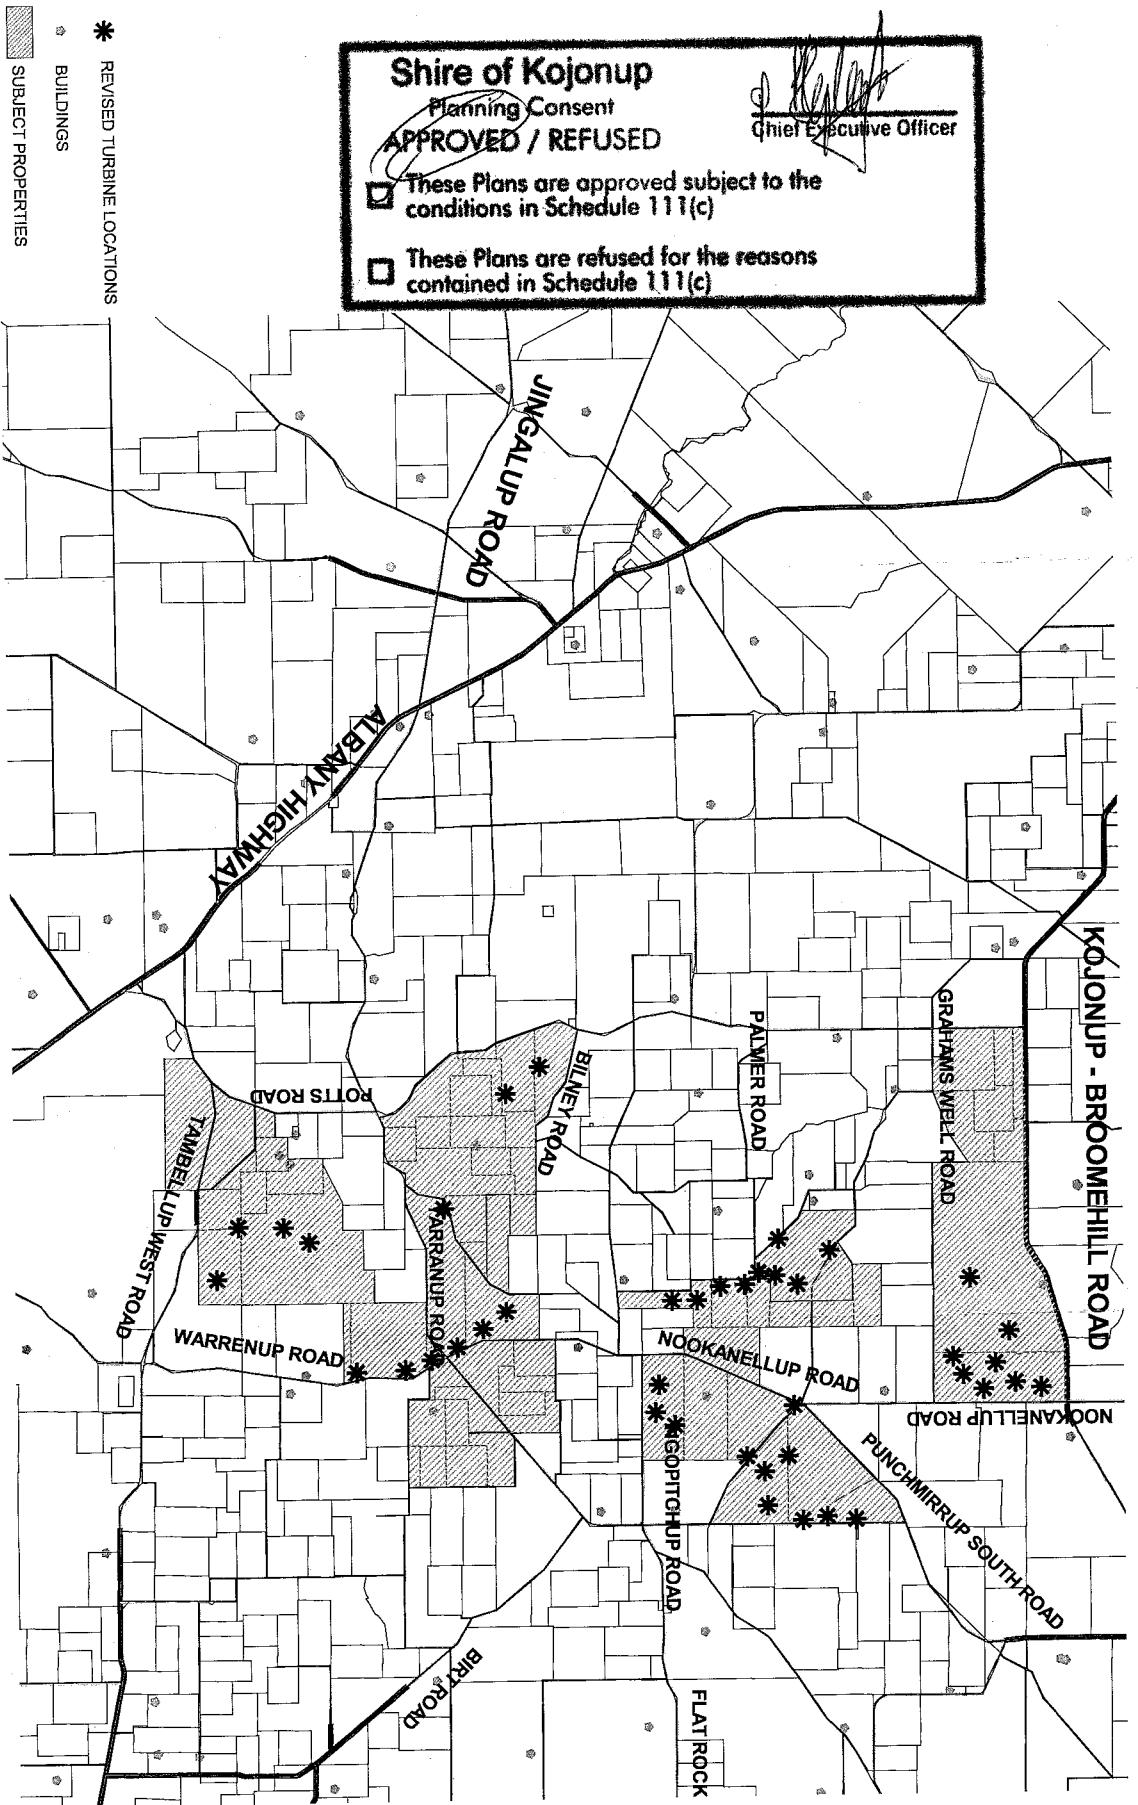 Shire of Kojonup
Planning Consent
APPROVED / REFUSED
Chief Executive Officer
These Plans are approved subject to the
conditions in Schedule 111(c)
These Plans are refused for the reasons
contained in Schedule 111(c)
REVISED TURBINE LOCATIONS
BUILDINGS
SUBJECT PROPERTIES
JINGALUP ROAD
ALBANY HIGHWAY
KOJONUP - BROOMEHILL ROAD
GRAHAMS WELL ROAD
PALMER ROAD
BILNEY ROAD
POTTS ROAD
TAMBELLUP WEST ROAD
TARRANUP ROAD
WARRENUP ROAD
NOOKANELLUP ROAD
NOOKANELLUP ROAD
PUNCHMIRRUP SOUTH ROAD
NGOPITCHUP ROAD
BIRT ROAD
FLAT ROCK